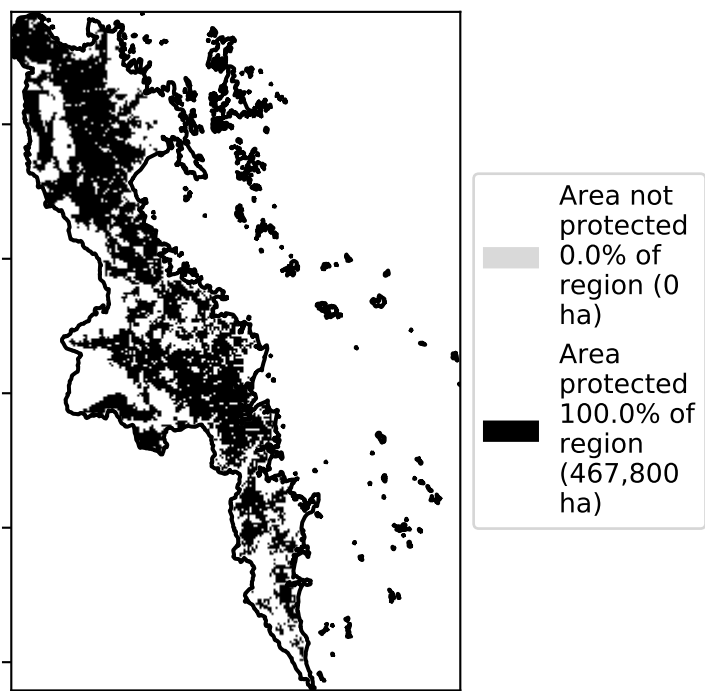 Area not
protected
0.0% of
region (0
ha)
Area
protected
100.0% of
region
(467,800
ha)